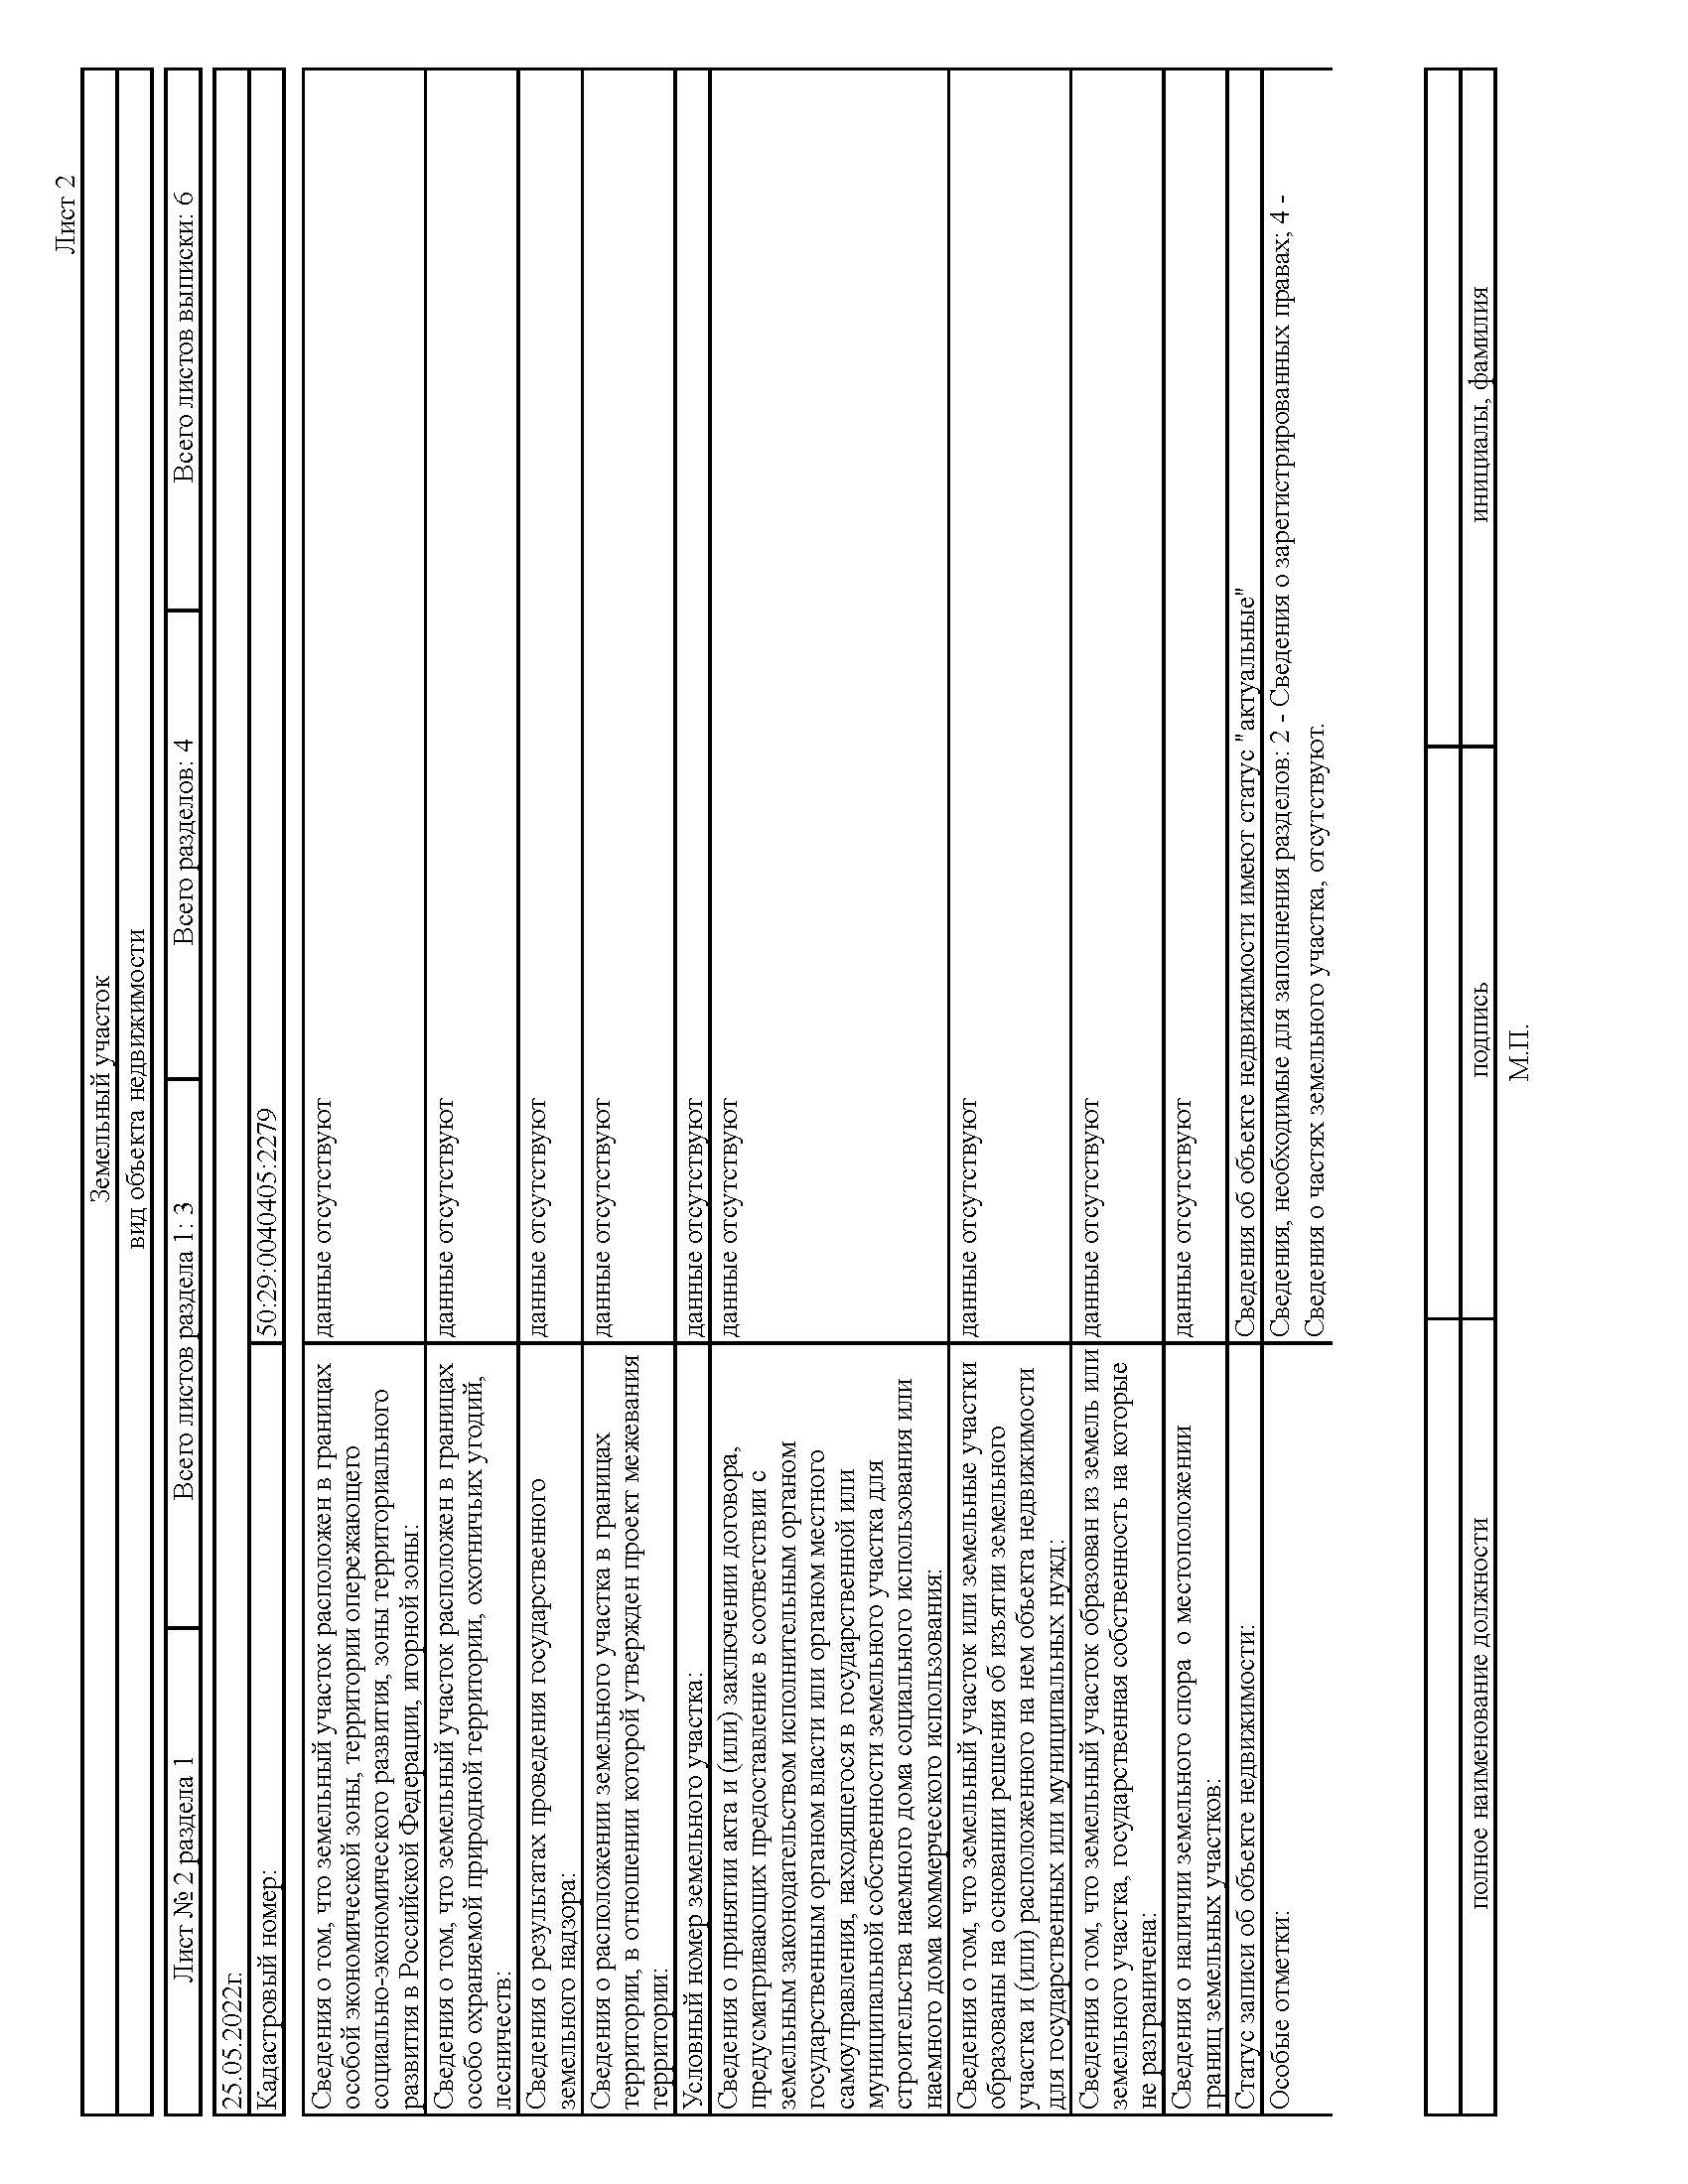 Лист 2
Земельный участок
вид объекта недвижимости
Лист № 2 раздела 1 Всего листов раздела 1: 3 Всего разделов: 4 Всего листов выписки: 6
25.05.2022г.
Кадастровый номер: 50:29:0040405:2279
Сведения о том, что земельный участок расположен в границах
особой экономической зоны, территории опережающего
социально-экономического развития, зоны территориального
развития в Российской Федерации, игорной зоны:
данные отсутствуют
Сведения о том, что земельный участок расположен в границах
особо охраняемой природной территории, охотничьих угодий,
лесничеств:
данные отсутствуют
Сведения о результатах проведения государственного
земельного надзора:
данные отсутствуют
Сведения о расположении земельного участка в границах
территории, в отношении которой утвержден проект межевания
территории:
данные отсутствуют
Условный номер земельного участка: данные отсутствуют
Сведения о принятии акта и (или) заключении договора,
предусматривающих предоставление в соответствии с
земельным законодательством исполнительным органом
государственным органом власти или органом местного
самоуправления, находящегося в государственной или
муниципальной собственности земельного участка для
строительства наемного дома социального использования или
наемного дома коммерческого использования:
данные отсутствуют
Сведения о том, что земельный участок или земельные участки
образованы на основании решения об изъятии земельного
участка и (или) расположенного на нем объекта недвижимости
для государственных или муниципальных нужд:
данные отсутствуют
Сведения о том, что земельный участок образован из земель или
земельного участка, государственная собственность на которые
не разграничена:
данные отсутствуют
Сведения о наличии земельного спора о местоположении
границ земельных участков:
данные отсутствуют
Статус записи об объекте недвижимости: Сведения об объекте недвижимости имеют статус "актуальные"
Особые отметки: Сведения, необходимые для заполнения разделов: 2 - Сведения о зарегистрированных правах; 4 -
Сведения о частях земельного участка, отсутствуют.
полное наименование должности подпись инициалы, фамилия
М.П.